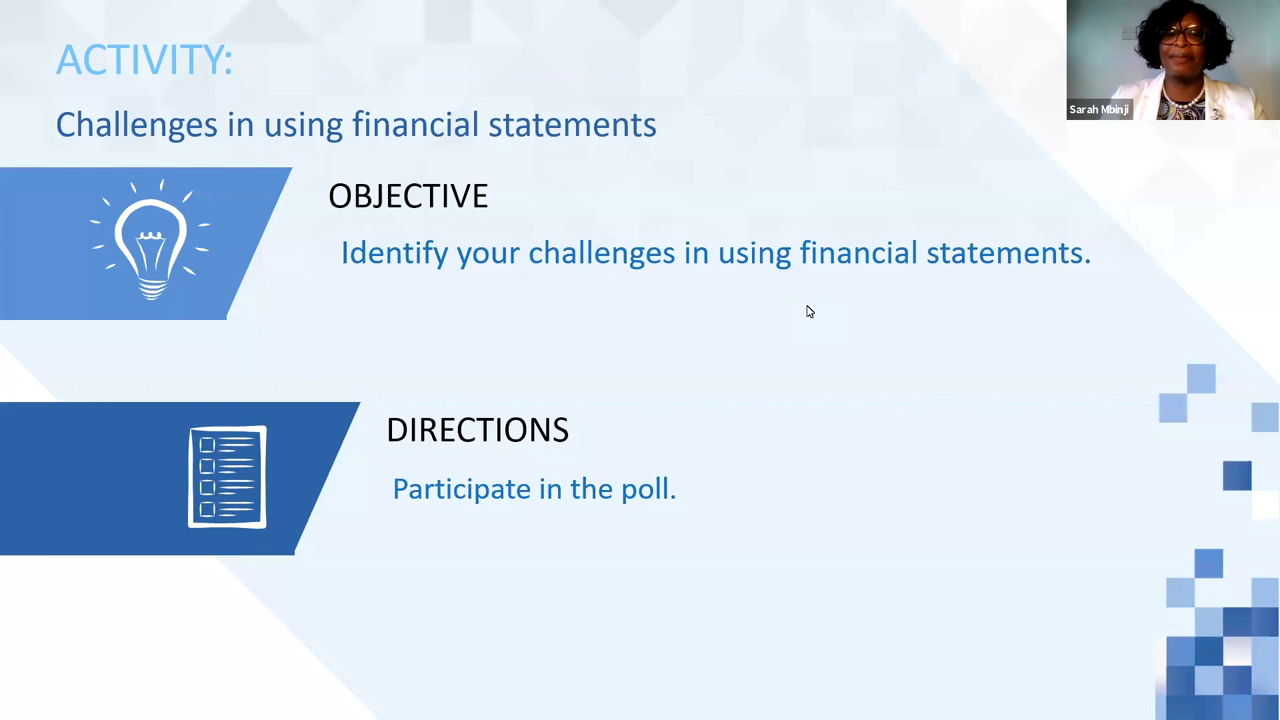 ACTIVITY:
Challenges in using financial statements
Sarah Mbinji
OBJECTIVE
Identify your challenges in using financial statements.
DIRECTIONS
Participate in the poll.